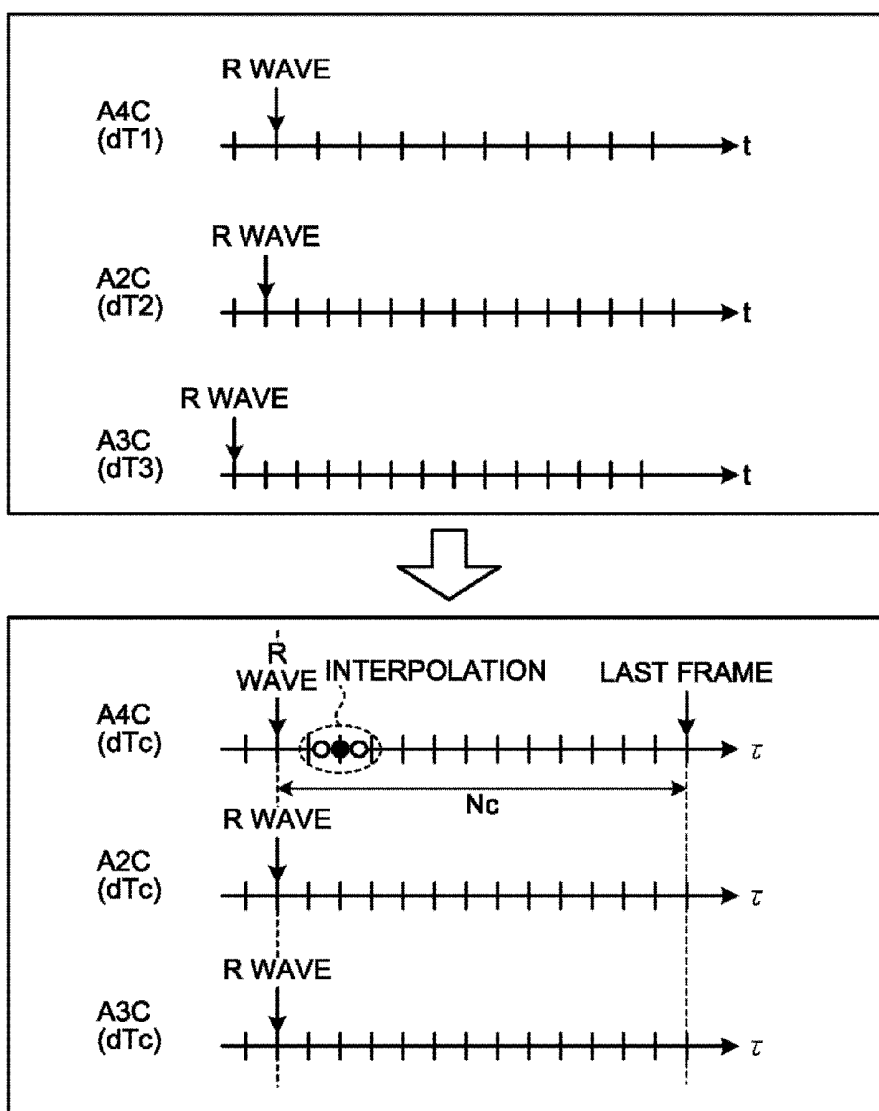 R WAVE
A4C
(dT1)
t
R WAVE
A2C
(dT2)
t
R WAVE
A3C
(dT3)
t
R
WAVE
INTERPOLATION
LAST FRAME
A4C
(dTc)
τ
Nc
R WAVE
A2C
(dTc)
τ
R WAVE
A3C
(dTc)
τ